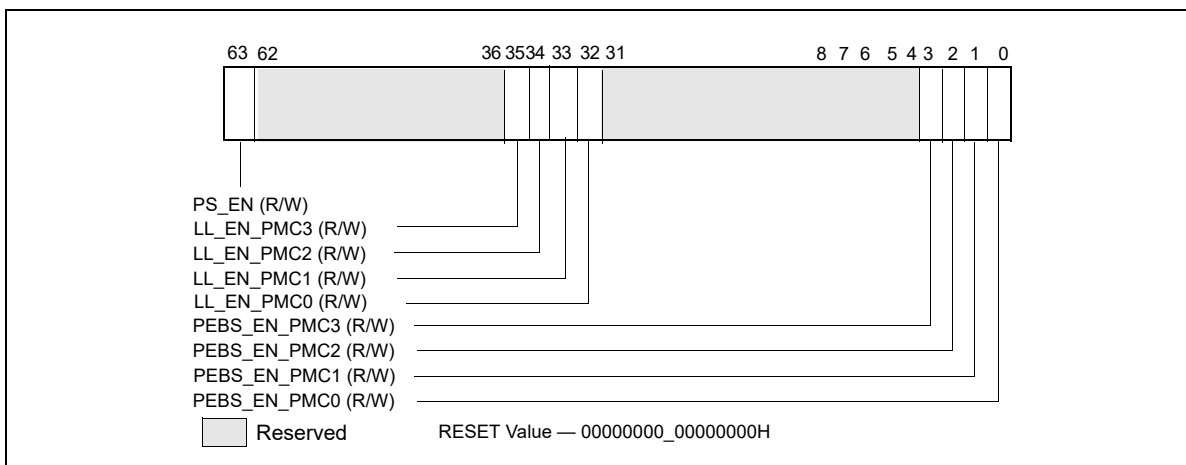 63 62 36 35 34 33 32 31 8 7 6 5 4 3 2 1 0
PS_EN (R/W)
LL_EN_PMC3 (R/W)
LL_EN_PMC2 (R/W)
LL_EN_PMC1 (R/W)
LL_EN_PMC0 (R/W)
PEBS_EN_PMC3 (R/W)
PEBS_EN_PMC2 (R/W)
PEBS_EN_PMC1 (R/W)
PEBS_EN_PMC0 (R/W)
Reserved RESET Value — 00000000_00000000H